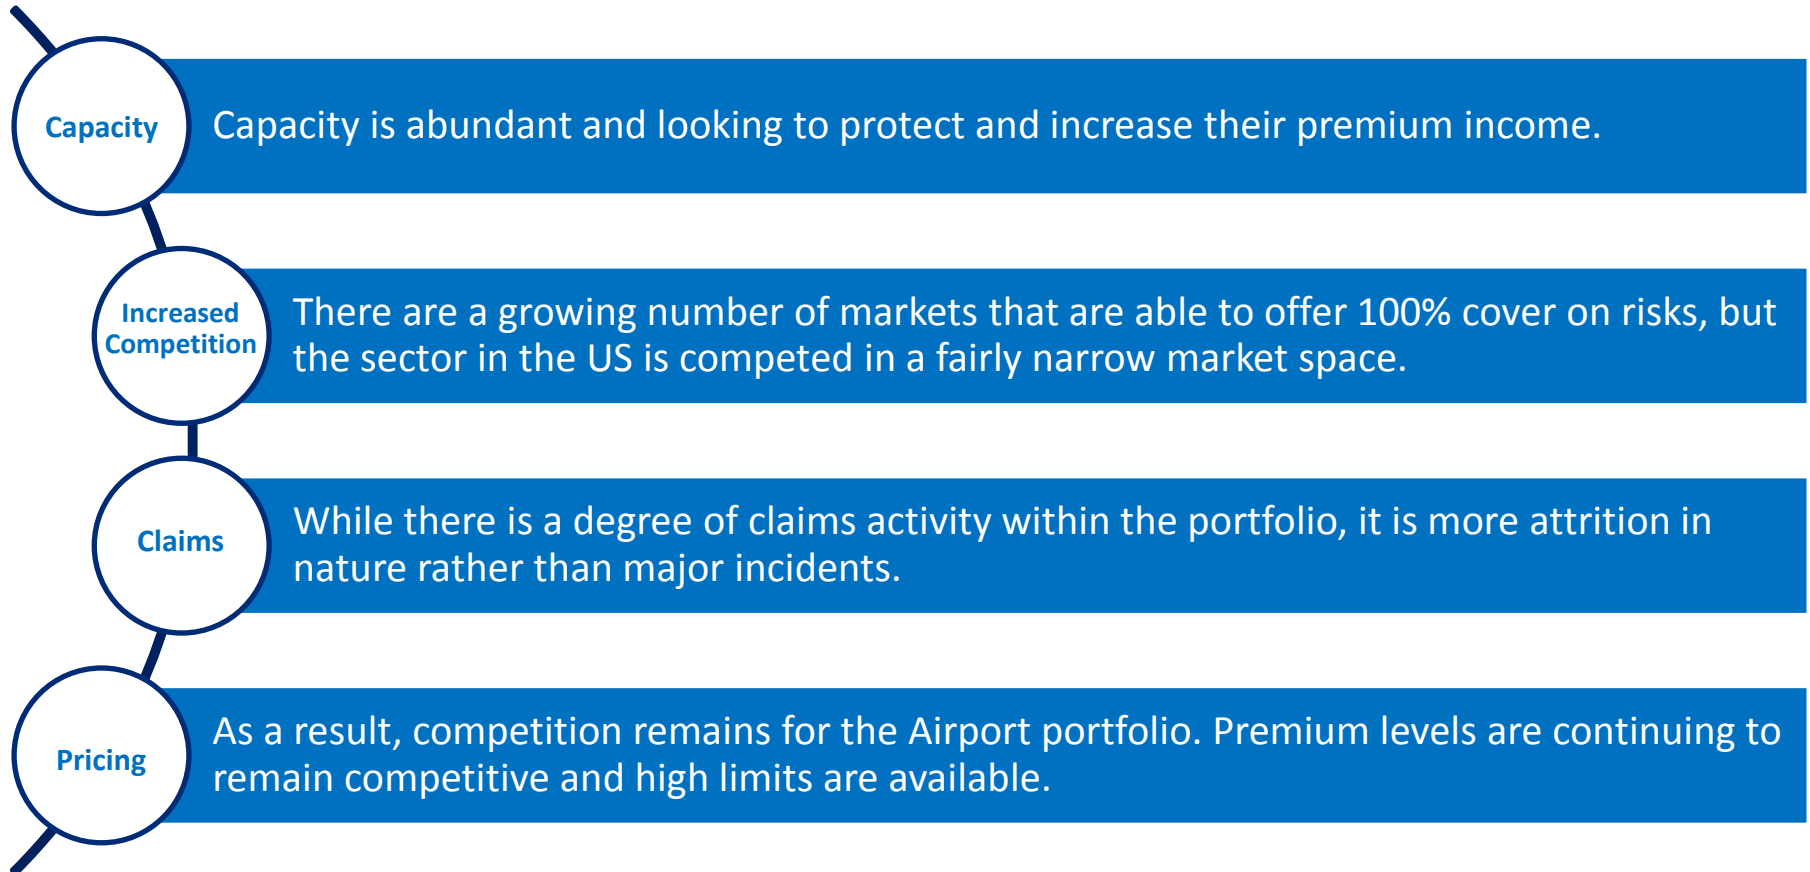 Capacity
Capacity is abundant and looking to protect and increase their premium income.
Increased
Competition
There are a growing number of markets that are able to offer 100% cover on risks, but
the sector in the US is competed in a fairly narrow market space.
Claims
While there is a degree of claims activity within the portfolio, it is more attrition in
nature rather than major incidents.
Pricing
As a result, competition remains for the Airport portfolio. Premium levels are continuing to
remain competitive and high limits are available.